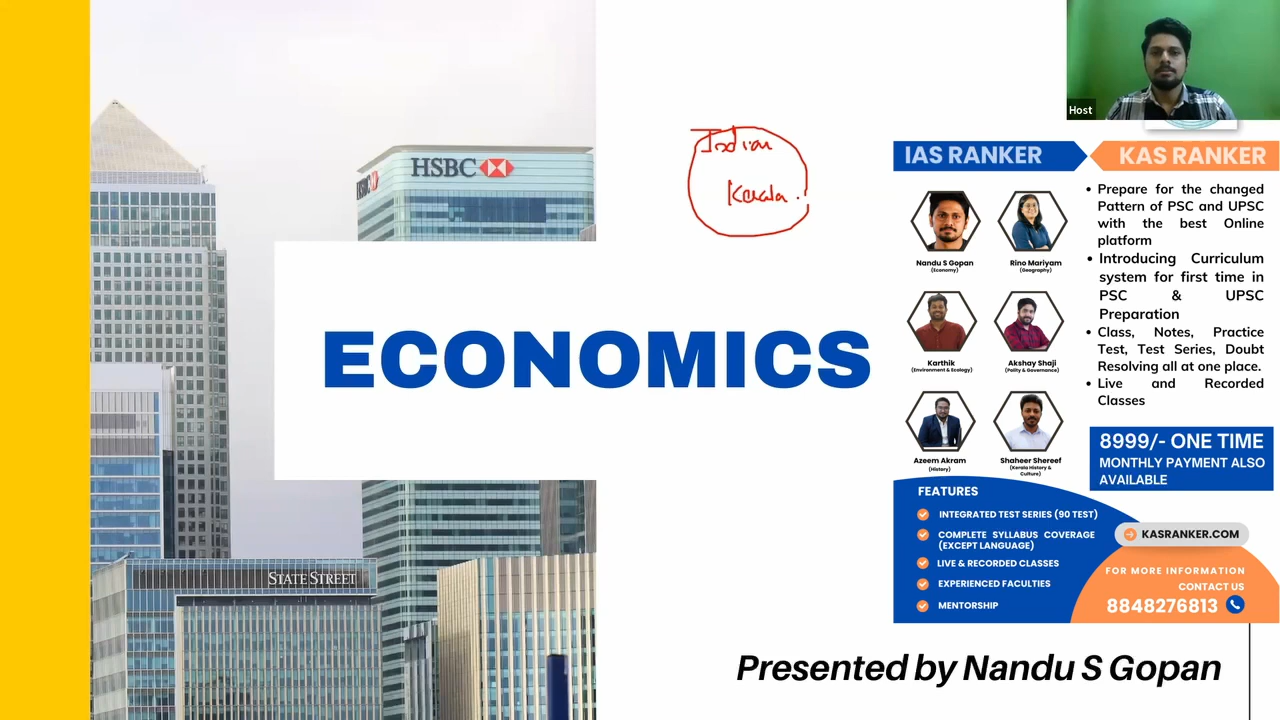 HSBC
STATE STREET
ECONOMICS
Indian
Kerala.
Host
IAS RANKER
KAS RANKER
Nandu S Gopan
(Economy)
Rino Mariyam
(Geography)
Karthik
(Environment & Ecology)
Akshay Shaji
(Polity & Governance)
Azeem Akram
(History)
Shaheer Shereef
(Kerala History &
Culture)
• Prepare for the changed
Pattern of PSC and UPSC
with the best Online
platform
• Introducing Curriculum
system for first time in
PSC & UPSC
Preparation
• Class, Notes, Practice
Test, Test Series, Doubt
Resolving all at one place.
• Live and Recorded
Classes
8999/- ONE TIME
MONTHLY PAYMENT ALSO
AVAILABLE
FEATURES
INTEGRATED TEST SERIES (90 TEST)
COMPLETE SYLLABUS COVERAGE
(EXCEPT LANGUAGE)
LIVE & RECORDED CLASSES
EXPERIENCED FACULTIES
MENTORSHIP
KASRANKER.COM
FOR MORE INFORMATION
CONTACT US
8848276813
Presented by Nandu S Gopan